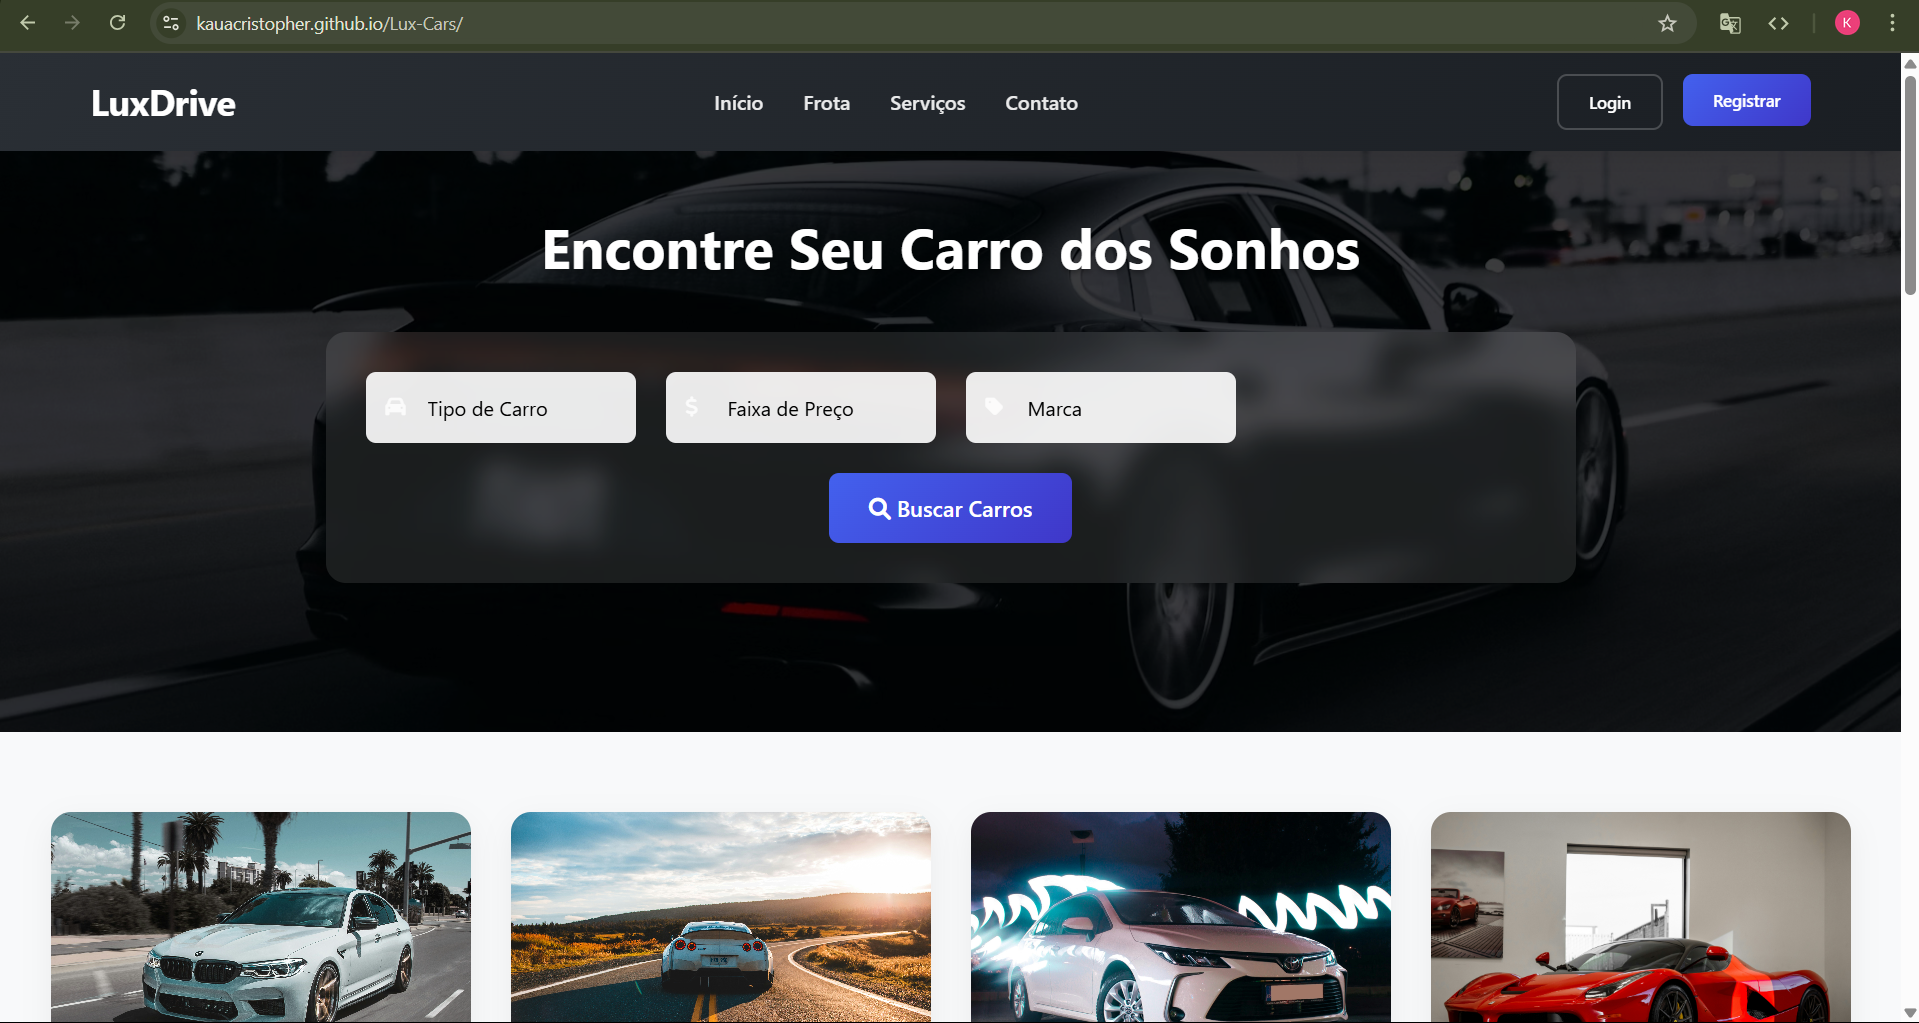 kauacristopher.github.io/Lux-Cars/
K
LuxDrive
Início
Frota
Serviços
Contato
Login
Registrar
Encontre Seu Carro dos Sonhos
Tipo de Carro
Faixa de Preço
Marca
Buscar Carros